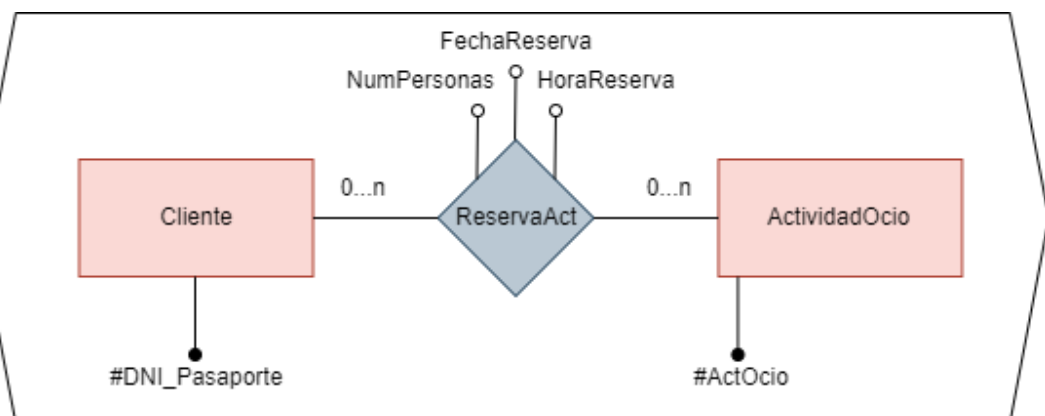 FechaReserva
NumPersonas
HoraReserva
0...n
0...n
Cliente
ReservaAct
ActividadOcio
#DNI_Pasaporte
#ActOcio